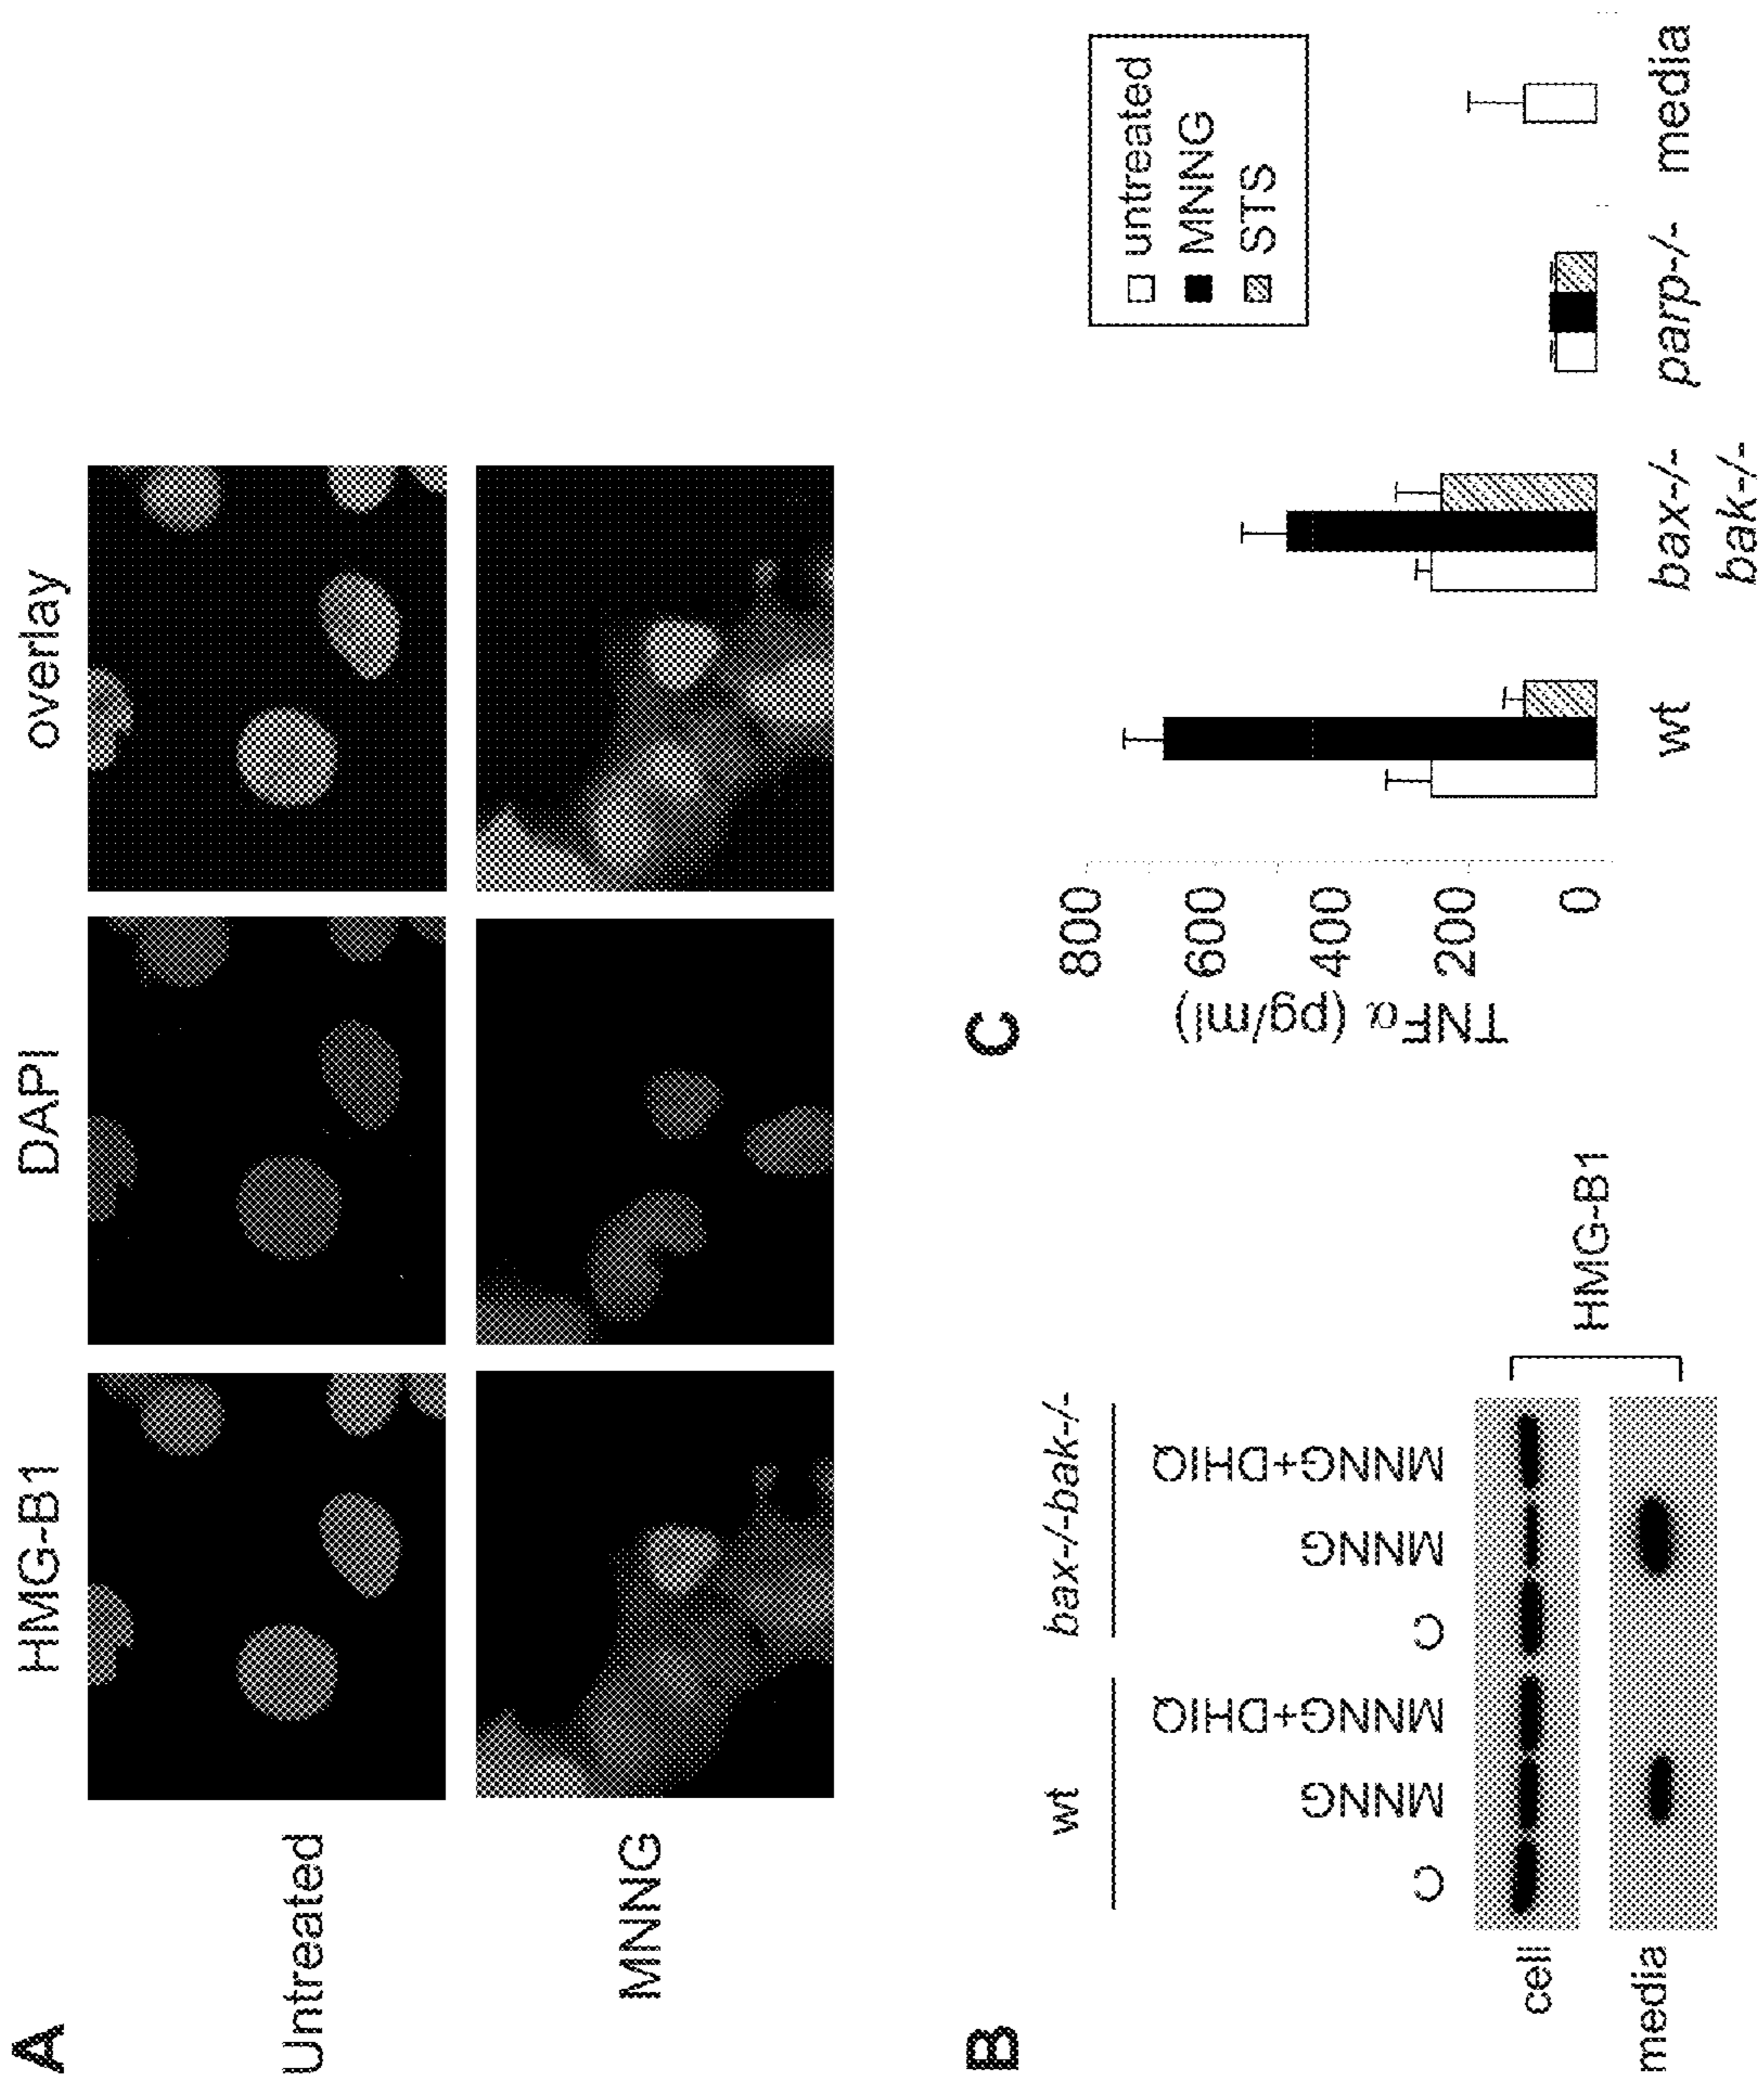 A
HMG-B1 DAPI overlay
Untreated
MNNG
B
wt bax-/-bak-/-
C MNNG MNNG+DHIQ C MNNG MNNG+DHIQ
cell
media
HMG-B1
C
TNFα (pg/ml)
800
600
400
200
0
untreated
MNNG
STS
wt bax-/- parp-/- media
bak-/-